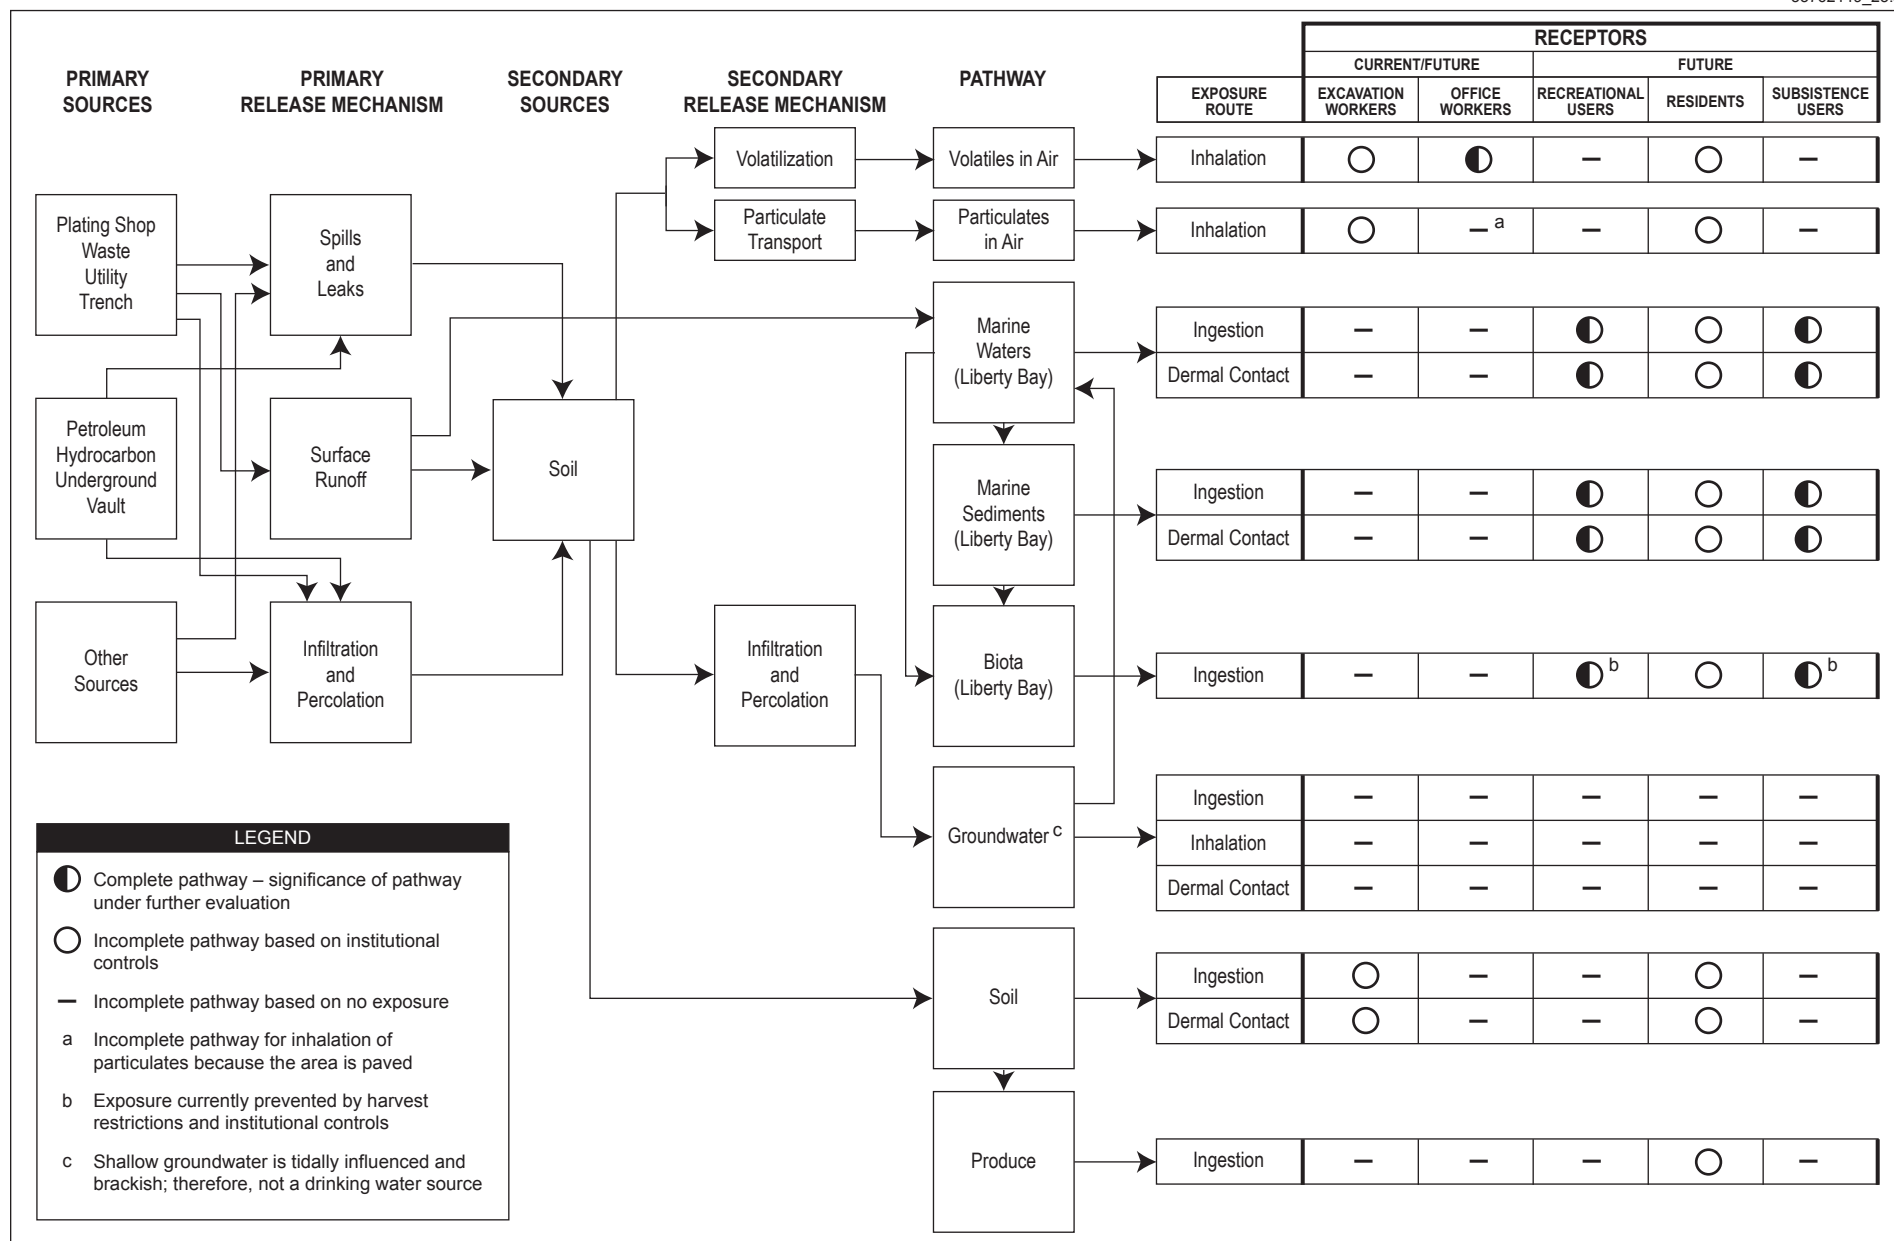 RECEPTORS
CURRENT/FUTURE
FUTURE
PRIMARY
SOURCES
PRIMARY
RELEASE MECHANISM
SECONDARY
SOURCES
SECONDARY
RELEASE MECHANISM
PATHWAY
EXPOSURE
ROUTE
EXCAVATION
WORKERS
OFFICE
WORKERS
RECREATIONAL
USERS
RESIDENTS
SUBSISTENCE
USERS
Volatilization
Volatiles in Air
Inhalation
–
–
Particulate
Transport
Particulates
in Air
Inhalation
– a
–
–
Plating Shop
Waste
Utility
Trench
Spills
and
Leaks
Marine
Waters
(Liberty Bay)
Ingestion
– –
Dermal Contact
– –
Petroleum
Hydrocarbon
Underground
Vault
Surface
Runoff
Soil
Marine
Sediments
(Liberty Bay)
Ingestion
– –
Dermal Contact
– –
Other
Sources
Infiltration
and
Percolation
Infiltration
and
Percolation
Biota
(Liberty Bay)
Ingestion
– –
b
b
Groundwater c
Ingestion
– – – – –
Inhalation
– – – – –
Dermal Contact
– – – – –
Soil
Ingestion
– – –
Dermal Contact
– – –
Produce
Ingestion
– – – –
LEGEND
Complete pathway – significance of pathway
under further evaluation
Incomplete pathway based on institutional
controls
– Incomplete pathway based on no exposure
a Incomplete pathway for inhalation of
particulates because the area is paved
b Exposure currently prevented by harvest
restrictions and institutional controls
c Shallow groundwater is tidally influenced and
brackish; therefore, not a drinking water source